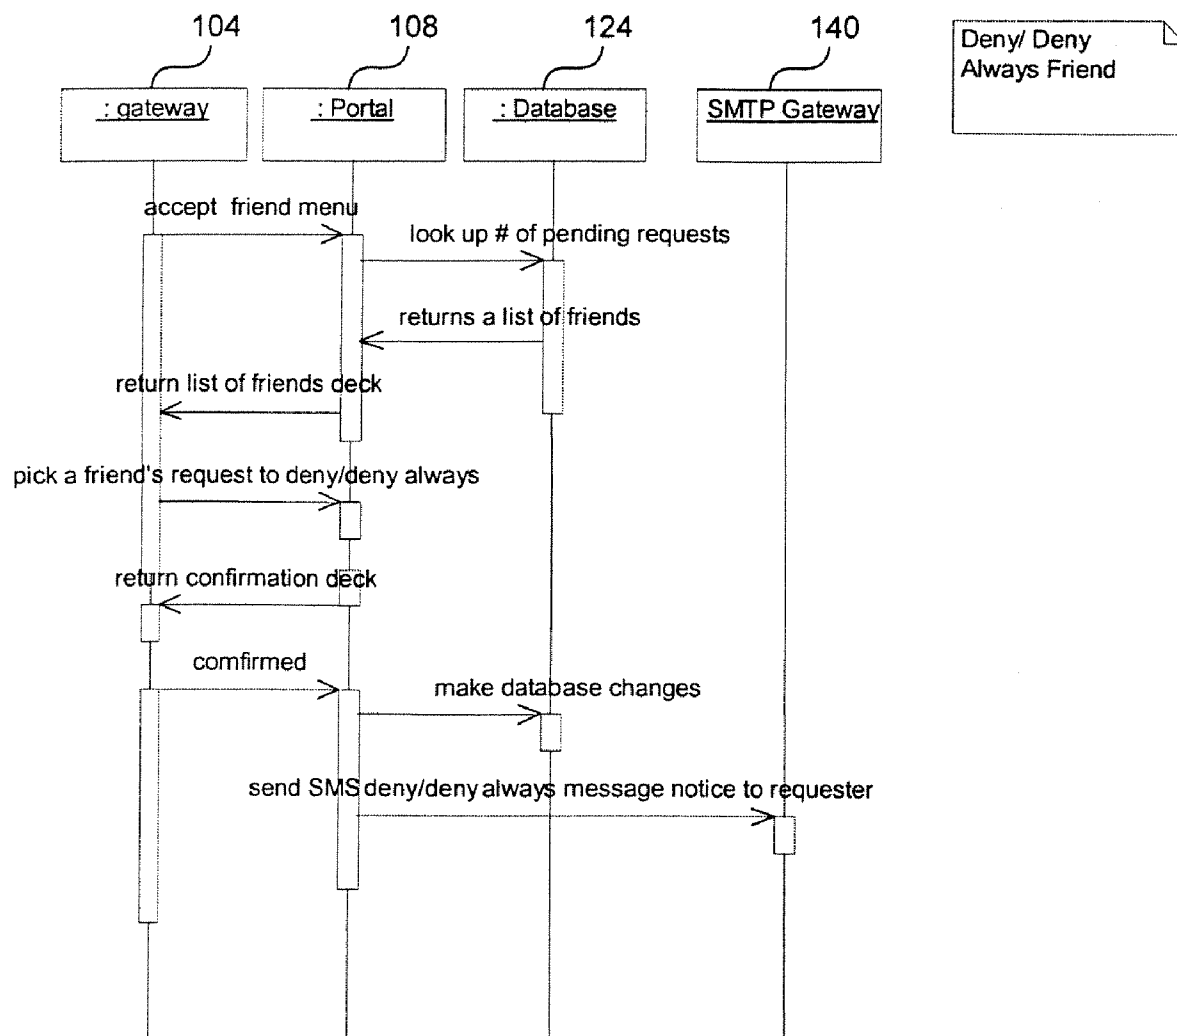 104
108
124
140
Deny/ Deny
Always Friend
: gateway
: Portal
: Database
SMTP Gateway
accept friend menu
look up # of pending requests
returns a list of friends
return list of friends deck
pick a friend's request to deny/deny always
return confirmation deck
comfirmed
make database changes
send SMS deny/deny always message notice to requester